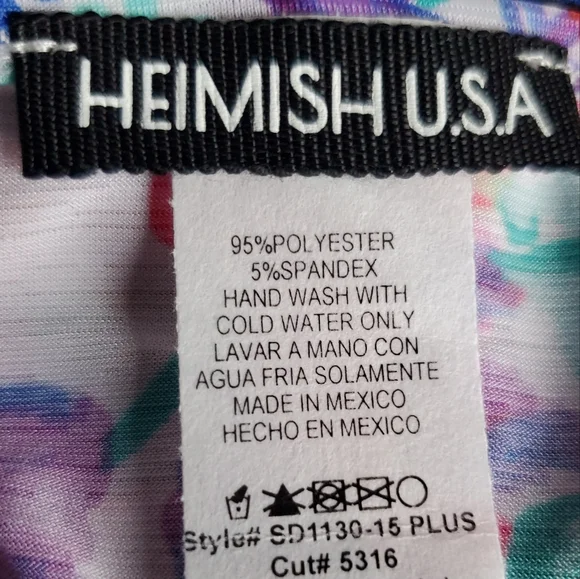 HEIMISH U.S.A
95%POLYESTER
5%SPANDEX
HAND WASH WITH
COLD WATER ONLY
LAVAR A MANO CON
AGUA FRIA SOLAMENTE
MADE IN MEXICO
HECHO EN MEXICO
Style# SD1130-15 PLUS
Cut# 5316